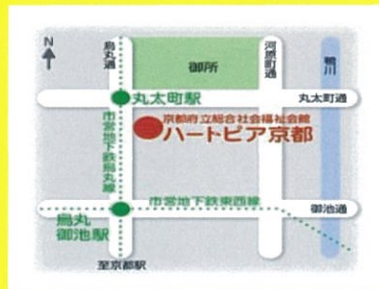 N
烏丸通
御所
河原町通
鴨川
丸太町駅
丸太町通
京都府立総合社会福祉会館
ハートピア京都
市営地下鉄烏丸線
市営地下鉄東西線
烏丸
御池駅
御池通
至京都駅